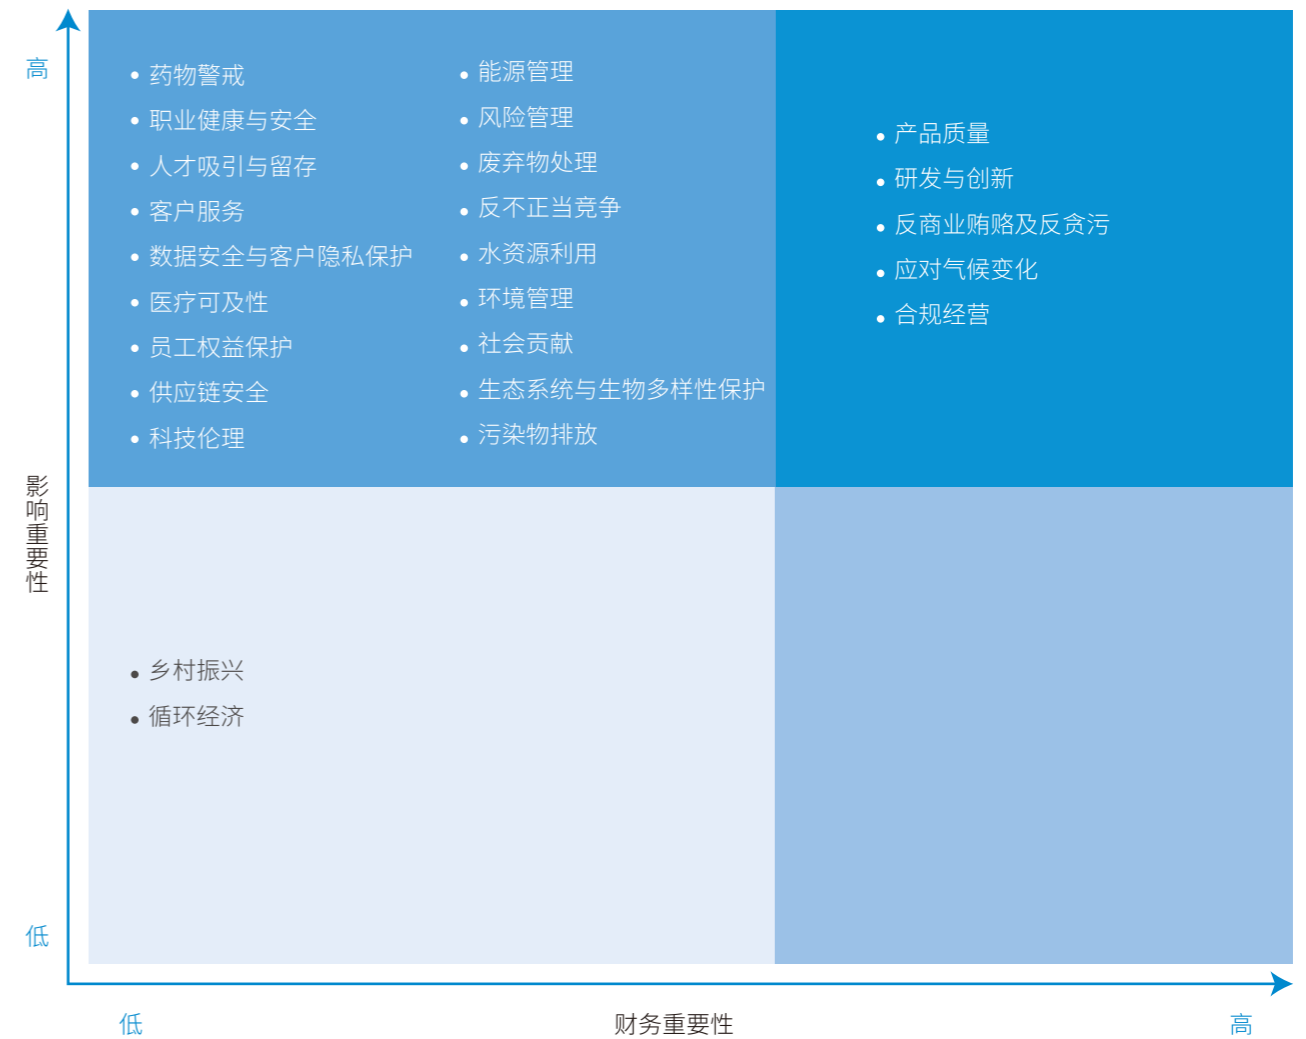 高
• 药物警戒
• 职业健康与安全
• 人才吸引与留存
• 客户服务
• 数据安全与客户隐私保护
• 医疗可及性
• 员工权益保护
• 供应链安全
• 科技伦理
• 能源管理
• 风险管理
• 废弃物处理
• 反不正当竞争
• 水资源利用
• 环境管理
• 社会贡献
• 生态系统与生物多样性保护
• 污染物排放
• 产品质量
• 研发与创新
• 反商业贿赂及反贪污
• 应对气候变化
• 合规经营
影响重要性
• 乡村振兴
• 循环经济
低
低
财务重要性
高